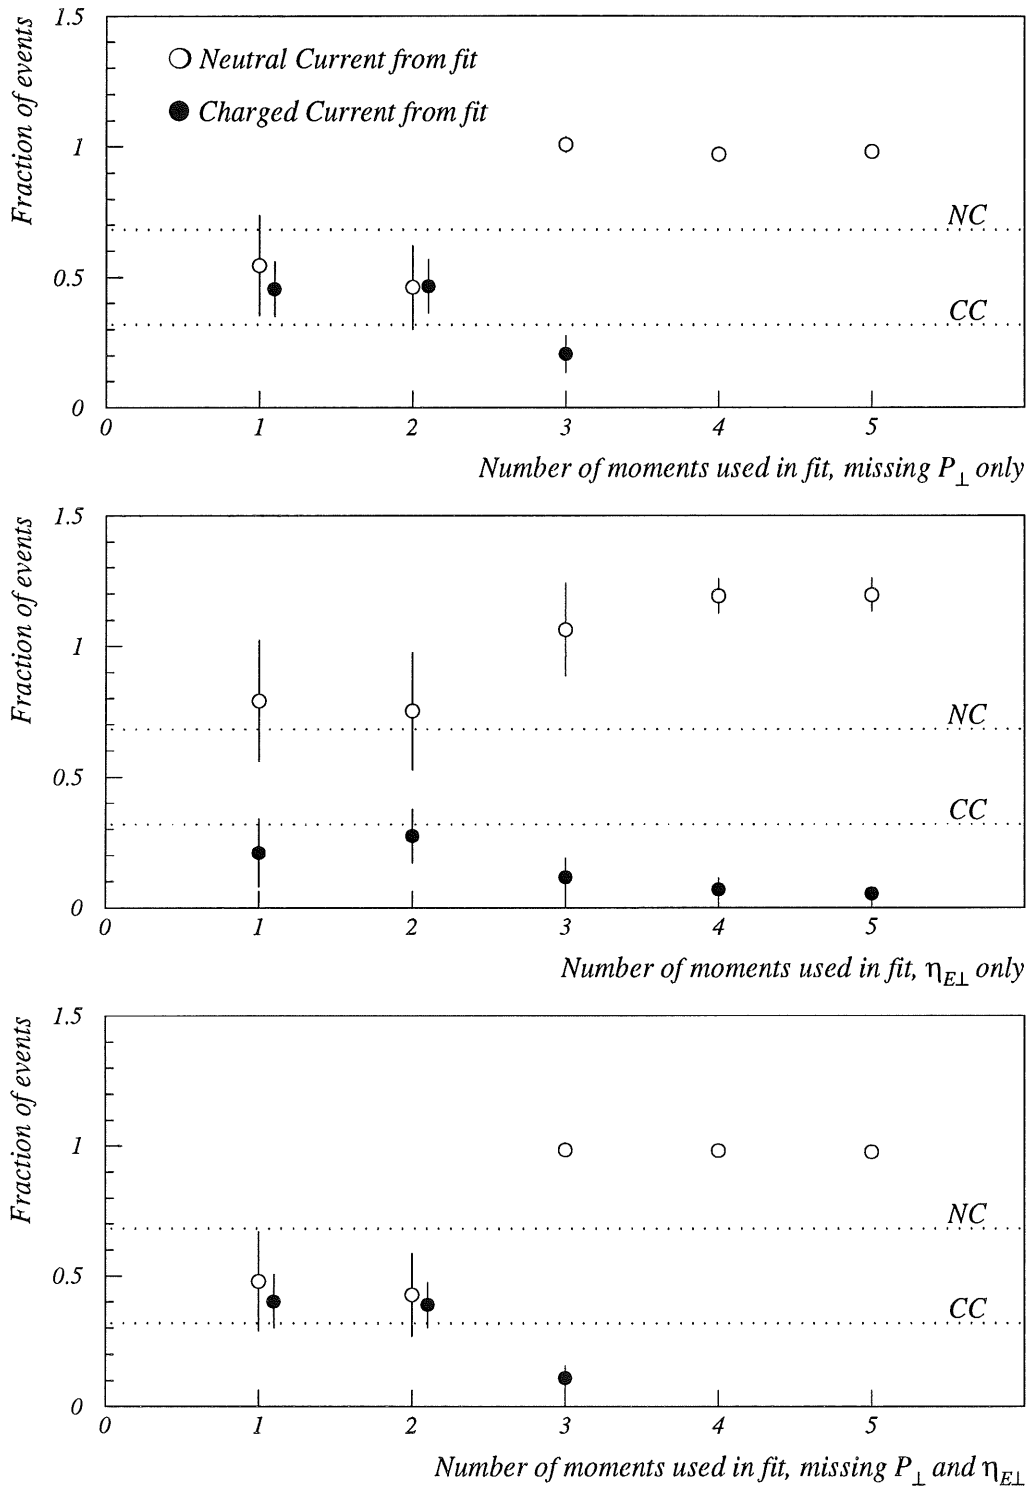 Fraction of events
1.5
1
0.5
0
Neutral Current from fit
Charged Current from fit
NC
CC
0 1 2 3 4 5
Number of moments used in fit, missing P⊥ only
Fraction of events
1.5
1
0.5
0
NC
CC
0 1 2 3 4 5
Number of moments used in fit, ηE⊥ only
Fraction of events
1.5
1
0.5
0
NC
CC
0 1 2 3 4 5
Number of moments used in fit, missing P⊥ and ηE⊥